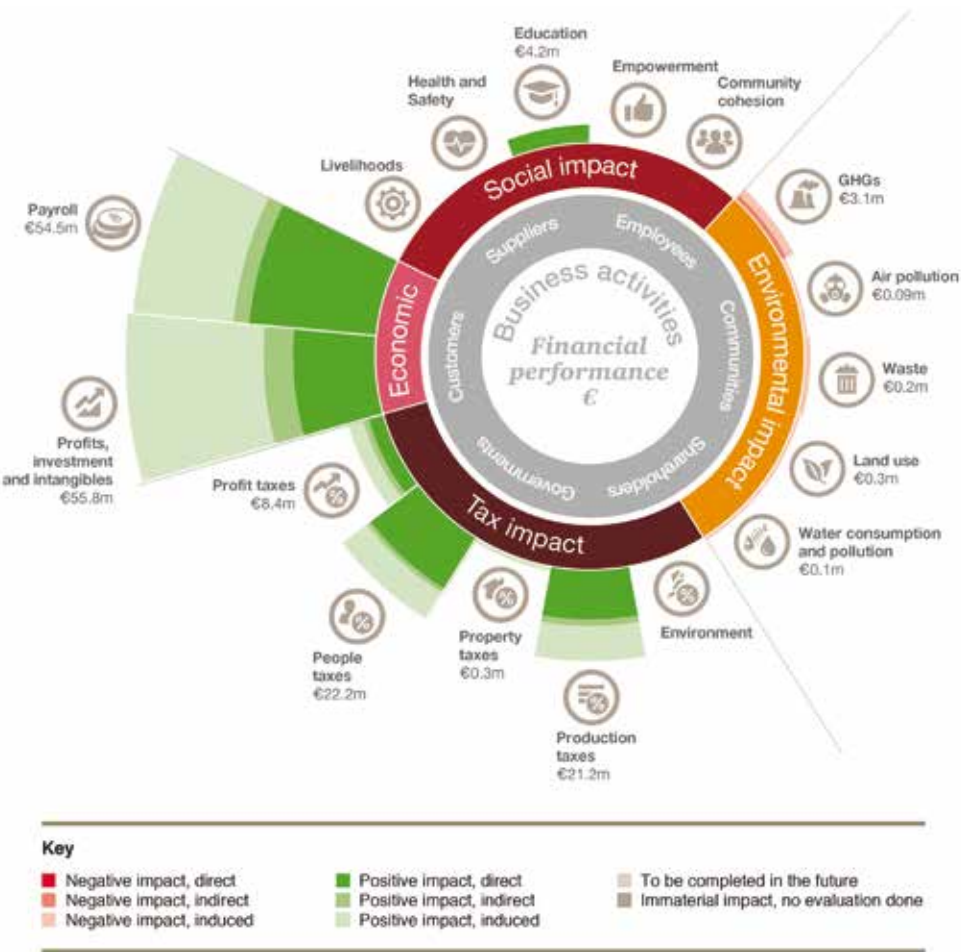 Education
€4.2m
Empowerment
Health and
Safety
Community
cohesion
Livelihoods
Social impact
GHGs
€3.1m
Payroll
€54.5m
Suppliers
Employees
Air pollution
€0.09m
Environmental impact
Business activities
Economic
Customers
Communities
Financial
performance
€
Waste
€0.2m
Profits,
investment
and intangibles
€55.8m
Governments
Shareholders
Land use
€0.3m
Profit taxes
€8.4m
Tax impact
Water consumption
and pollution
€0.1m
People
taxes
€22.2m
Property
taxes
€0.3m
Environment
Production
taxes
€21.2m
Key
Negative impact, direct
Negative impact, indirect
Negative impact, induced
Positive impact, direct
Positive impact, indirect
Positive impact, induced
To be completed in the future
Immaterial impact, no evaluation done